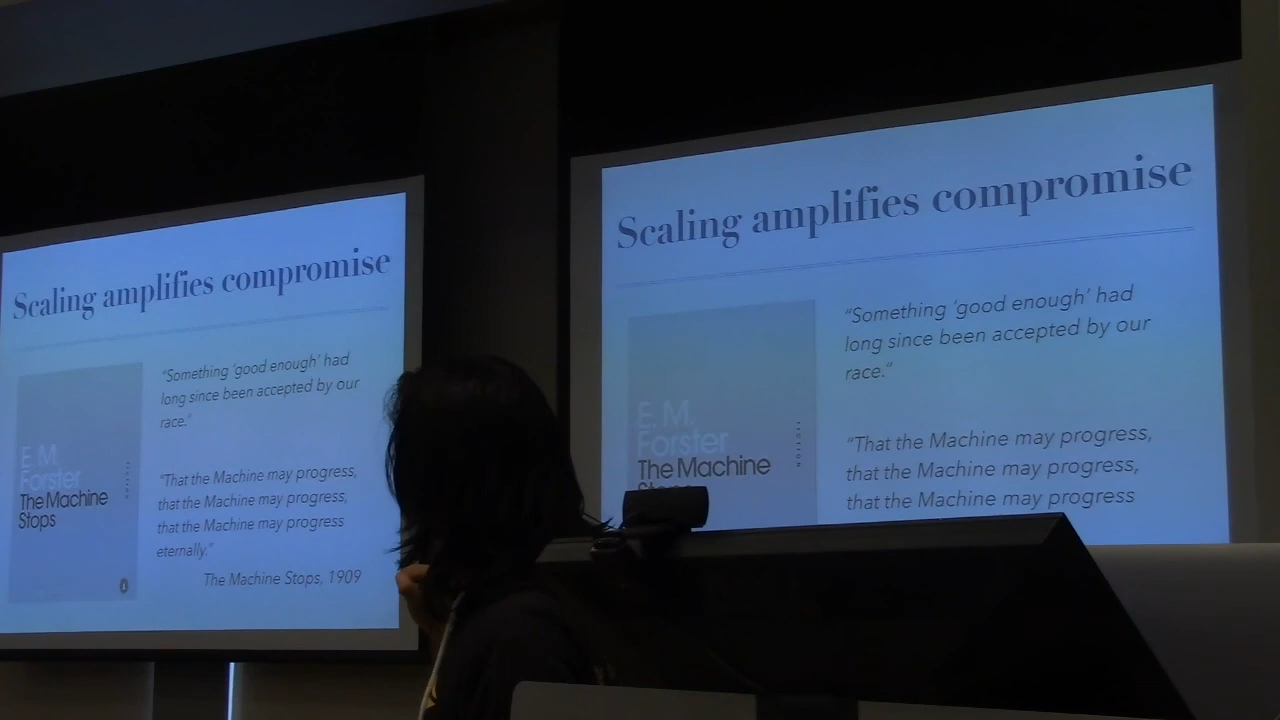 Scaling amplifies compromise
"Something 'good enough' had
long since been accepted by our
race."
"That the Machine may progress,
that the Machine may progress,
that the Machine may progress
eternally."
The Machine Stops, 1909
E. M.
Forster
The Machine
Stops
Scaling amplifies compromise
"Something 'good enough' had
long since been accepted by our
race."
"That the Machine may progress,
that the Machine may progress,
that the Machine may progress
E. M.
Forster
The Machine
Stops